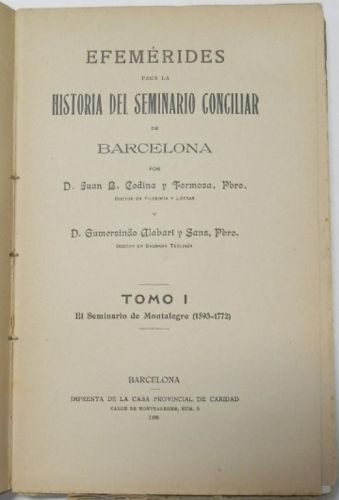 EFEMÉRIDES
PARA LA
HISTORIA DEL SEMINARIO CONCILIAR
DE
BARCELONA
POR
D. Juan B. Codina y Formosa, Pbro.
DOCTOR EN FILOSOFÍA Y LETRAS
Y
D. Gumersindo Alabart y Sans, Pbro.
DOCTOR EN SAGRADA TEOLOGÍA
TOMO I
El Seminario de Montalegre (1593-1772)
BARCELONA
IMPRENTA DE LA CASA PROVINCIAL DE CARIDAD
CALLE DE MONTEALEGRE, NÚM. 5